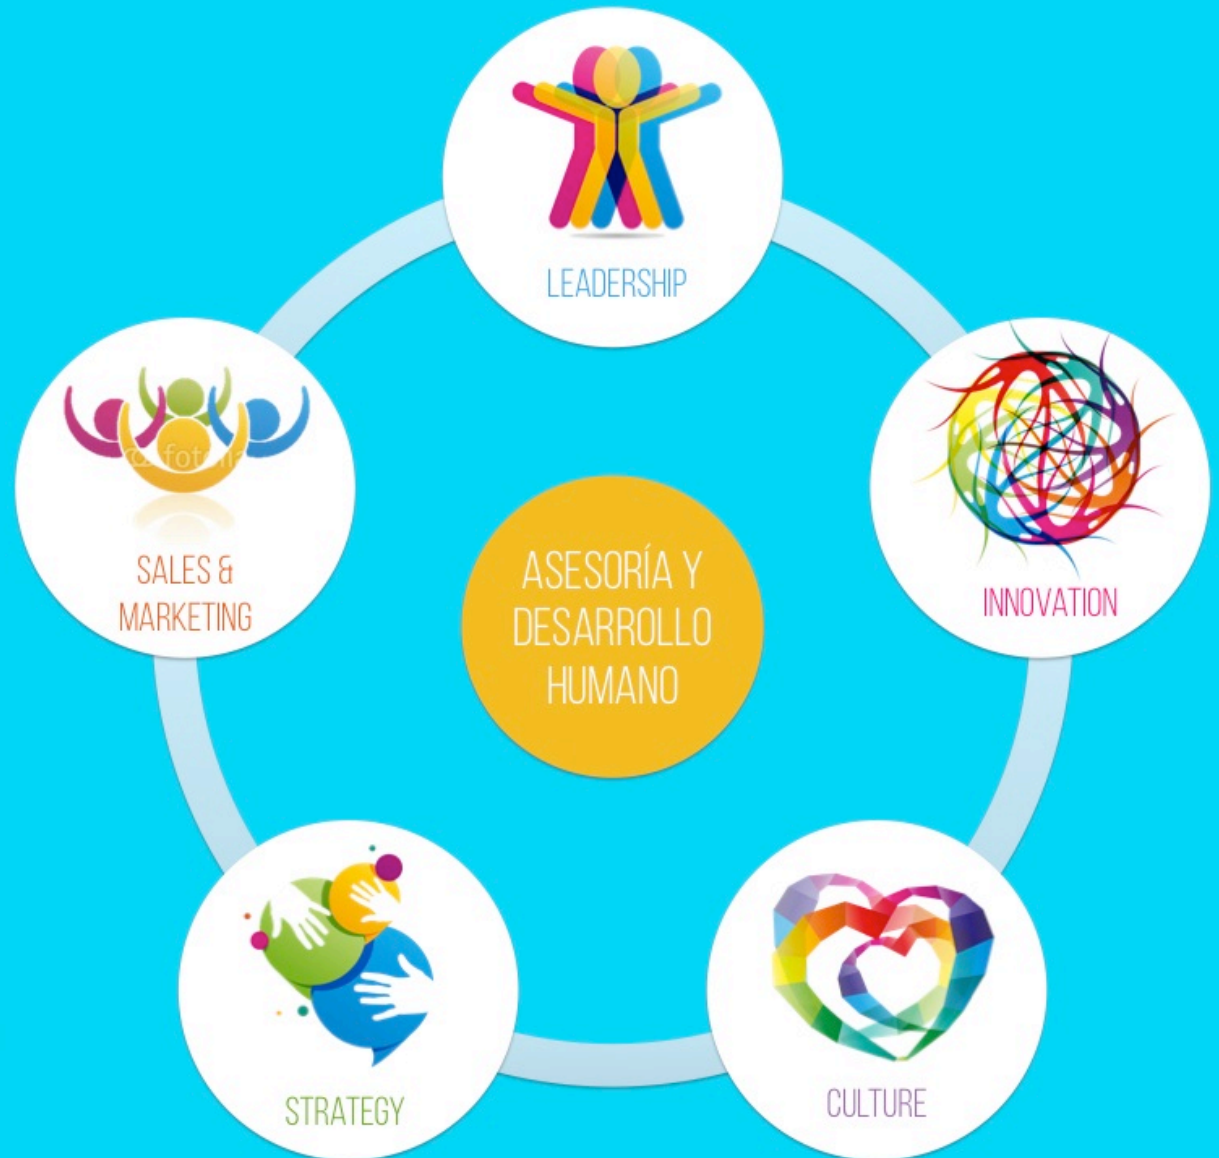 LEADERSHIP
INNOVATION
CULTURE
STRATEGY
SALES &
MARKETING
ASESORÍA Y
DESARROLLO
HUMANO